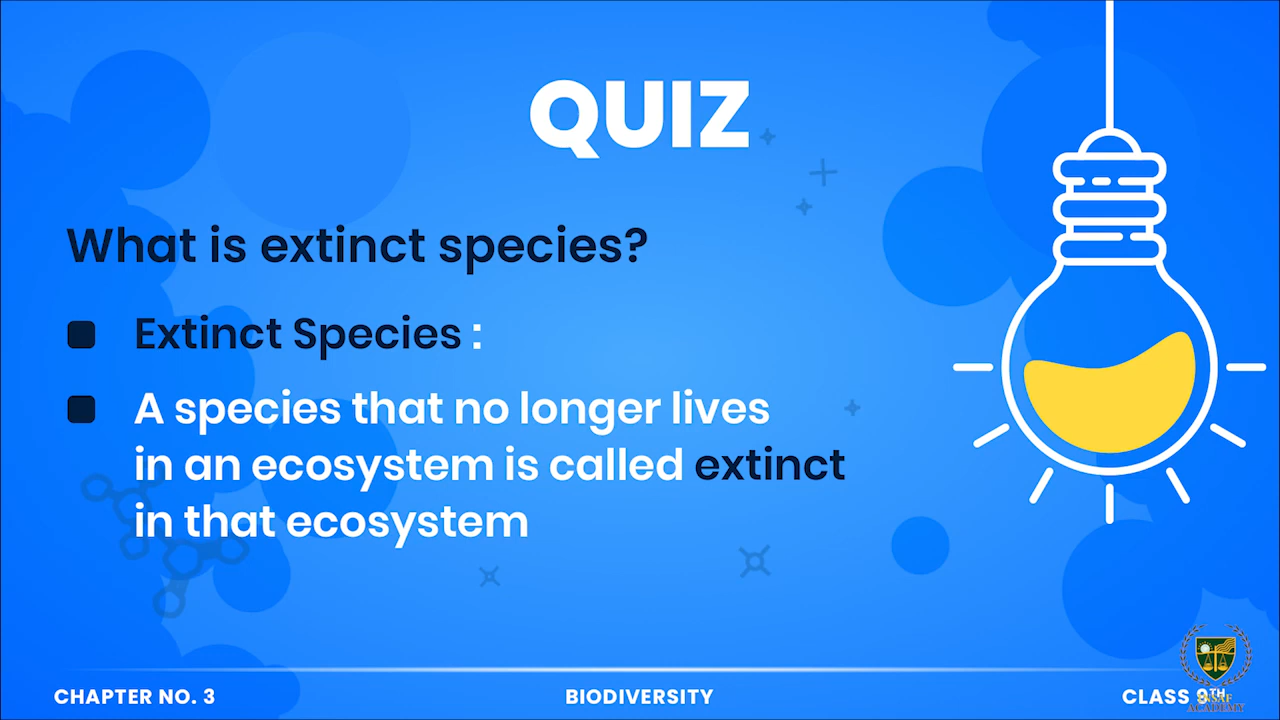 QUIZ
What is extinct species?
Extinct Species :
A species that no longer lives
in an ecosystem is called extinct
in that ecosystem
CHAPTER NO. 3
BIODIVERSITY
CLASS 9TH
ACADEMY